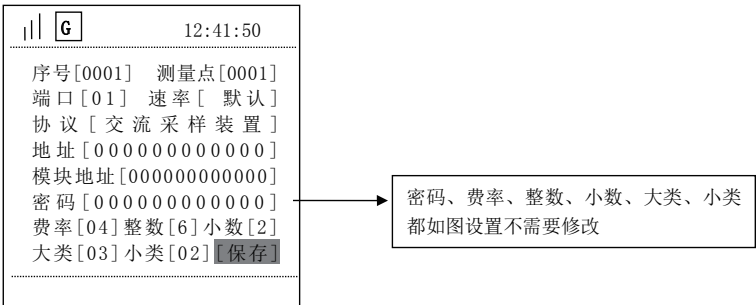 G 12:41:50
序号[0001] 测量点[0001]
端口[01] 速率[ 默认]
协议[交流采样装置]
地址[000000000000]
模块地址[000000000000]
密码[000000000000]
费率[04]整数[6]小数[2]
大类[03]小类[02][保存]
密码、费率、整数、小数、大类、小类
都如图设置不需要修改